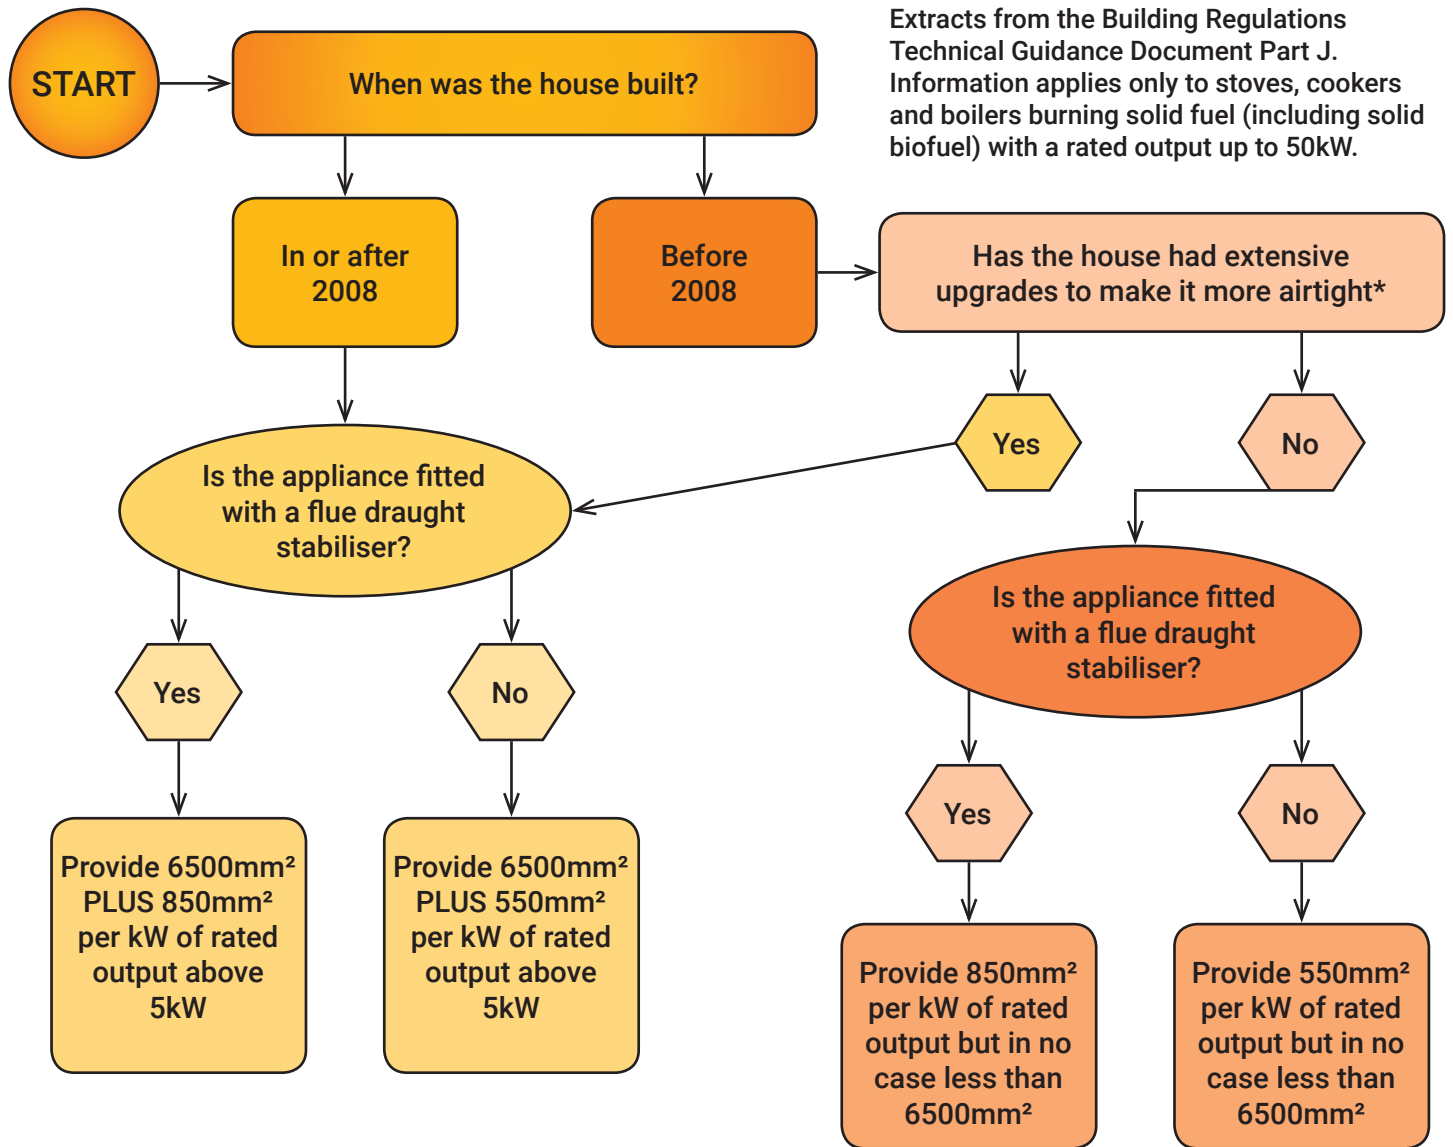 START
When was the house built?
Extracts from the Building Regulations
Technical Guidance Document Part J.
Information applies only to stoves, cookers
and boilers burning solid fuel (including solid
biofuel) with a rated output up to 50kW.
In or after
2008
Before
2008
Has the house had extensive
upgrades to make it more airtight*
Yes
No
Is the appliance fitted
with a flue draught
stabiliser?
Is the appliance fitted
with a flue draught
stabiliser?
Yes
No
Yes
No
Provide 6500mm²
PLUS 850mm²
per kW of rated
output above
5kW
Provide 6500mm²
PLUS 550mm²
per kW of rated
output above
5kW
Provide 850mm²
per kW of rated
output but in no
case less than
6500mm²
Provide 550mm²
per kW of rated
output but in no
case less than
6500mm²